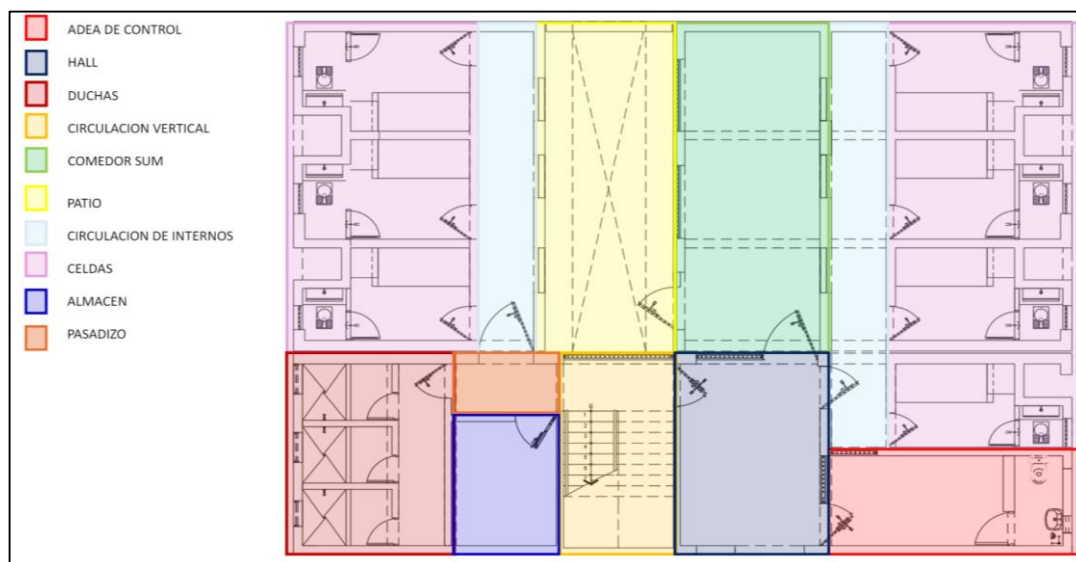 ADEA DE CONTROL
HALL
DUCHAS
CIRCULACION VERTICAL
COMEDOR SUM
PATIO
CIRCULACION DE INTERNOS
CELDAS
ALMACEN
PASADIZO